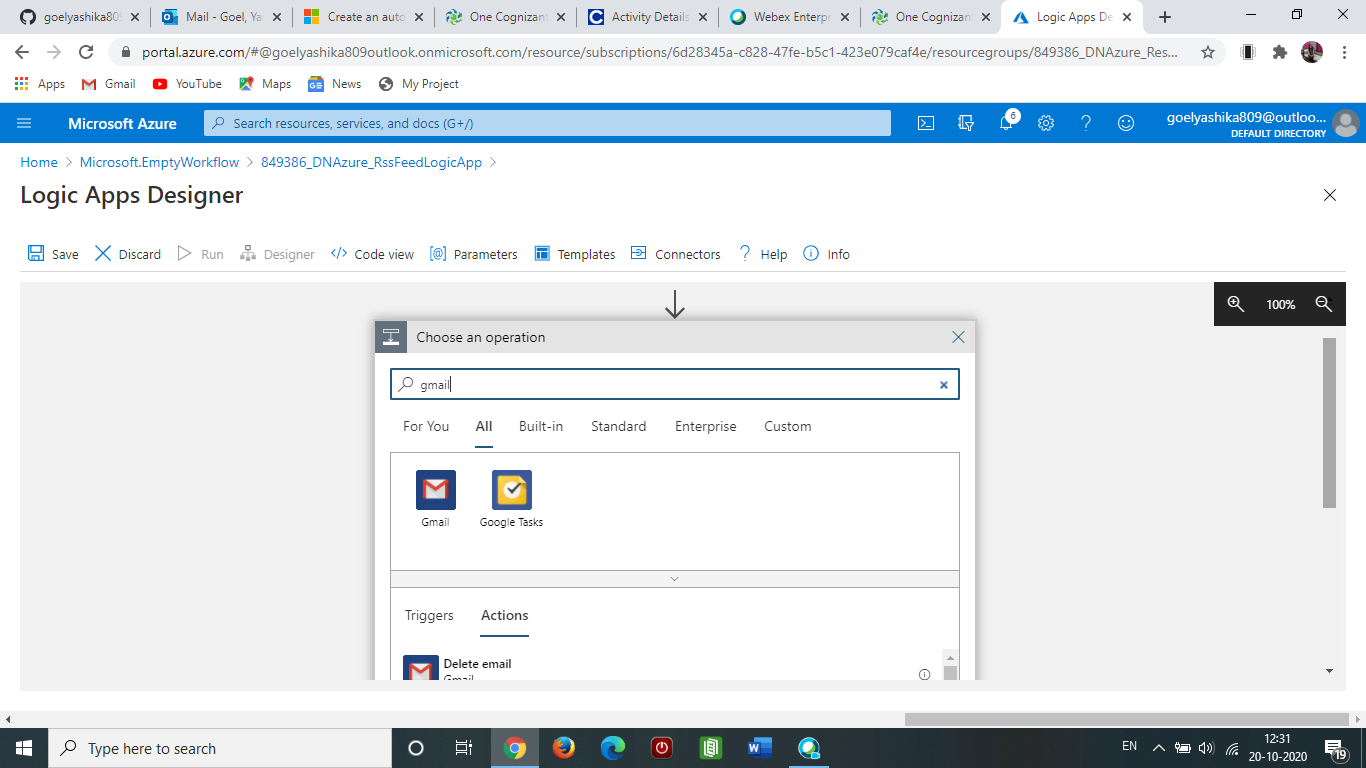 goelyashika80
Mail - Goel, Ya
Create an auto
One Cognizan
Activity Details
Webex Enterpr
One Cognizan
Logic Apps De
portal.azure.com/#@goelyashika809outlook.onmicrosoft.com/resource/subscriptions/6d28345a-c828-47fe-b5c1-423e079caf4e/resourcegroups/849386_DNAzure_Res...
Apps
Gmail
YouTube
Maps
News
My Project
Microsoft Azure
Search resources, services, and docs (G+/)
6
goelyashika809@outloo...
DEFAULT DIRECTORY
Home > Microsoft.EmptyWorkflow > 849386_DNAzure_RssFeedLogicApp >
Logic Apps Designer
Save
Discard
Run
Designer
Code view
Parameters
Templates
Connectors
Help
Info
100%
Choose an operation
gmail
For You
All
Built-in
Standard
Enterprise
Custom
Gmail
Google Tasks
Triggers
Actions
Delete email
Gmail
Type here to search
EN
12:31
20-10-2020
19